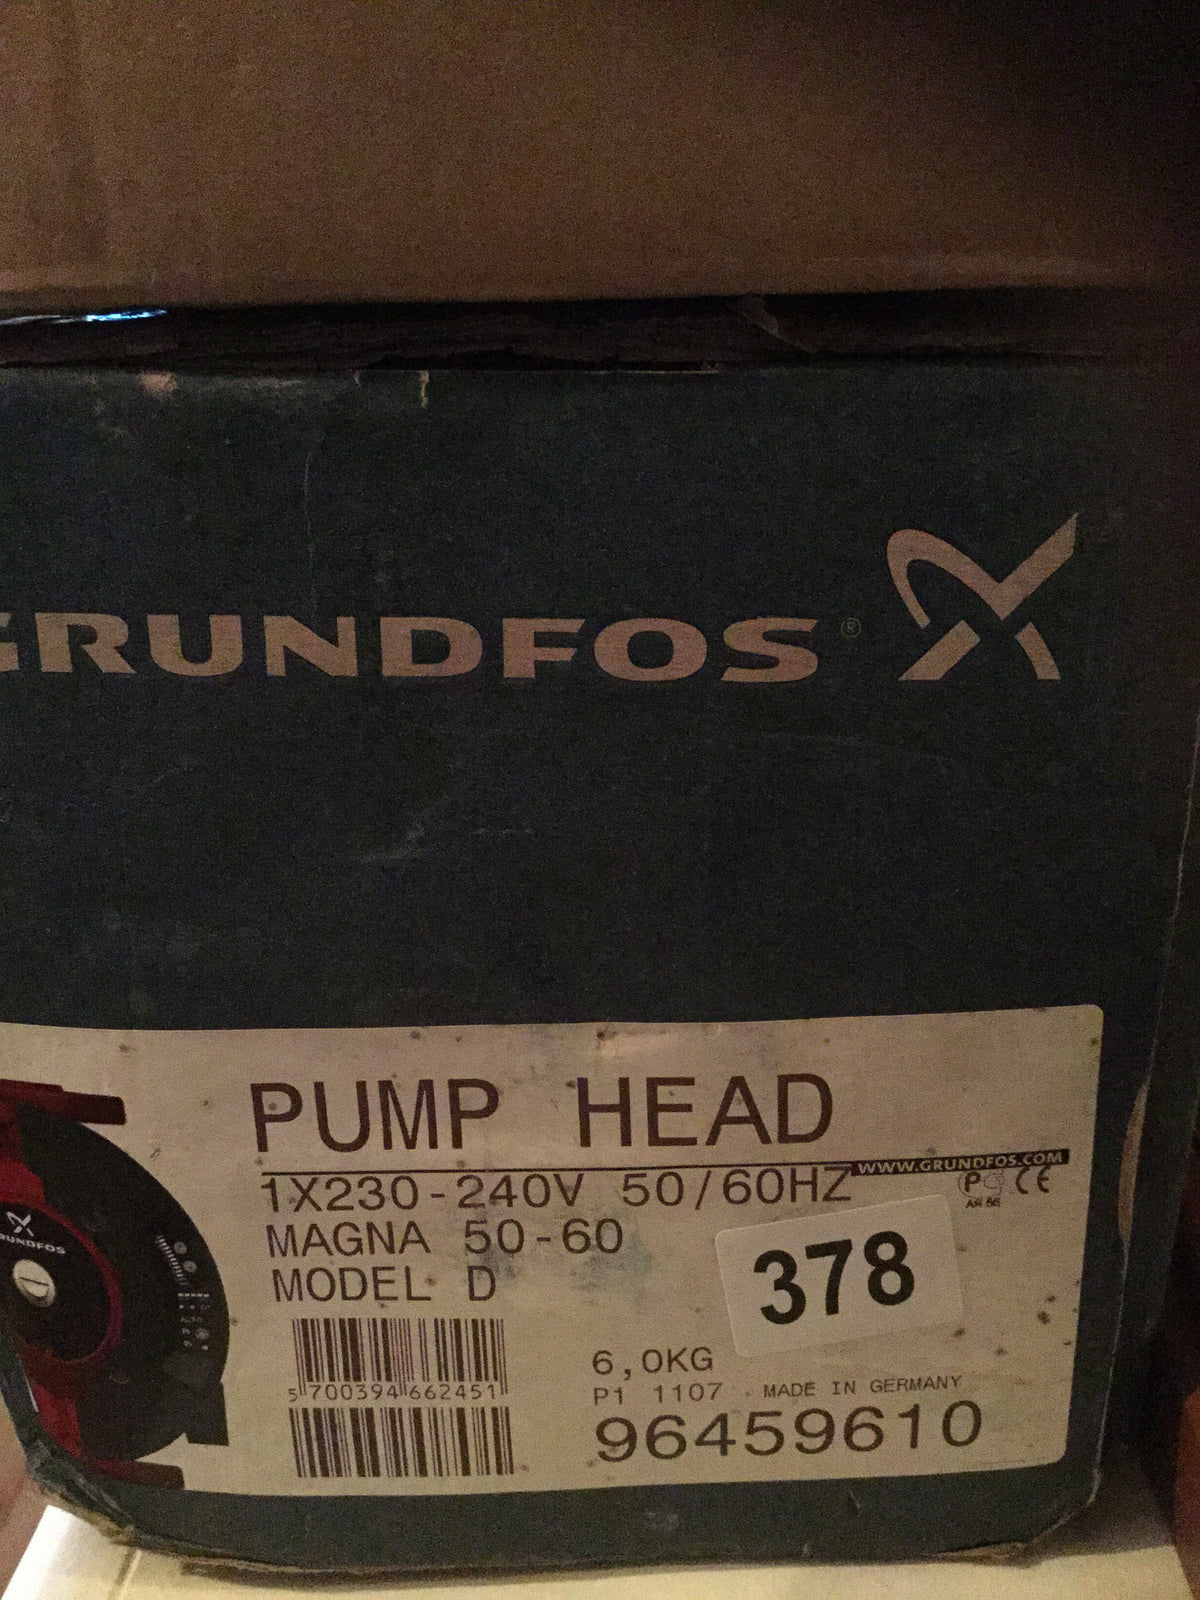 GRUNDFOS®
PUMP HEAD
WWW.GRUNDFOS.COM
1X230-240V 50/60HZ
MAGNA 50-60
MODEL D
378
GRUNDFOS
5 700394 662451
6,0KG
P1 1107 MADE IN GERMANY
96459610